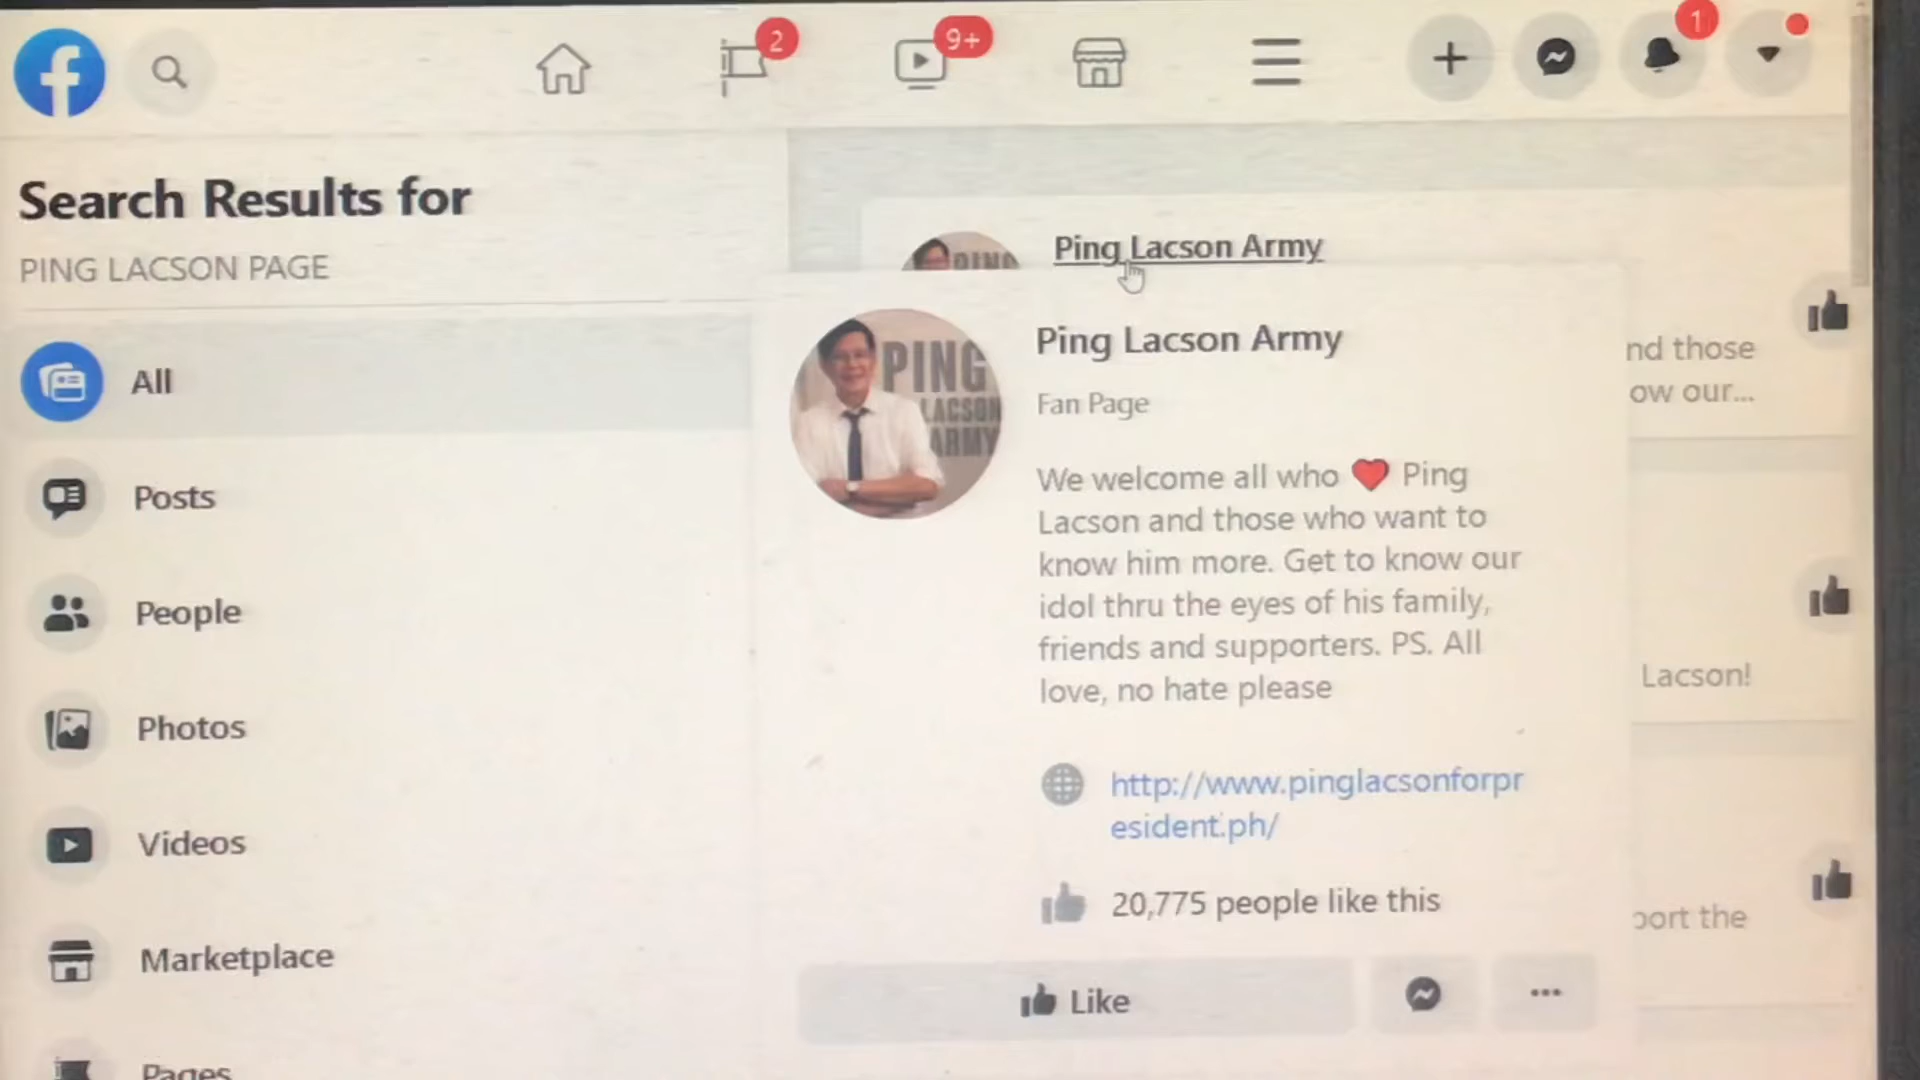 2
9+
1
Search Results for
PING LACSON PAGE
All
Posts
People
Photos
Videos
Marketplace
Pages
PING
Ping Lacson Army
Ping Lacson Army
PING
LACSON
ARMY
Fan Page
We welcome all who ❤ Ping
Lacson and those who want to
know him more. Get to know our
idol thru the eyes of his family,
friends and supporters. PS. All
love, no hate please
http://www.pinglacsonforpr
esident.ph/
20,775 people like this
Like
nd those
ow our...
Lacson!
port the